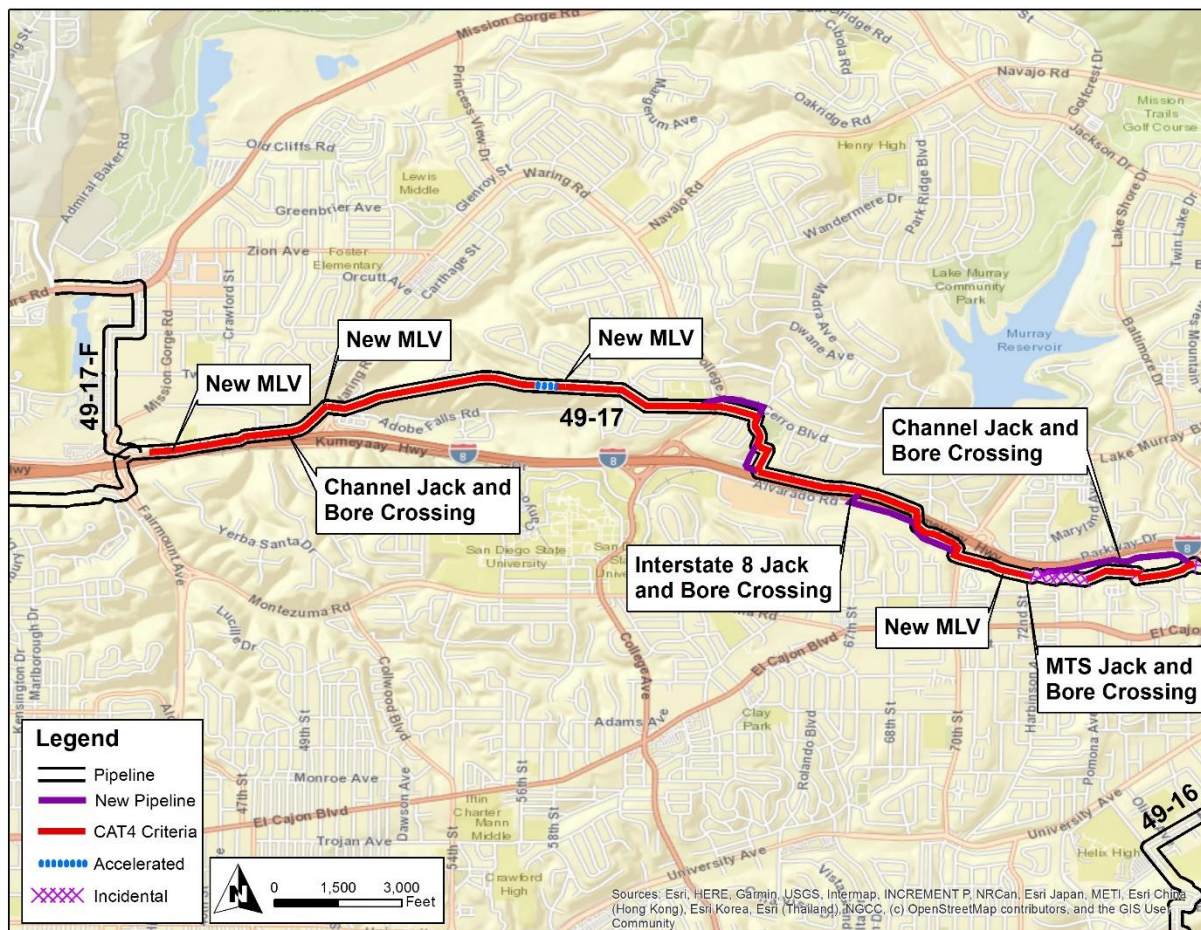 Mission Gorge Rd
Princess View Dr
Margerum Ave
Cibola Rd
Oakridge Rd
Navajo Rd
Golfcrest Dr
Mission
Trails
Golf Course
Jackson Dr
Henry High
Park Ridge Blvd
Admiral Baker Rd
Old Cliffs Rd
Lewis
Middle
Glenroy St
Waring Rd
Navajo Rd
Wandermere Dr
Lake Shore Dr
Twin Lake Dr
Greenbrier Ave
Zion Ave
Foster
Elementary
Orcutt Ave
Carthage St
Crawford St
Madra Ave
Dwane Ave
Lake Murray
Community
Park
Murray
Reservoir
Baltimore Dr
49-17-F
Mission Gorge Rd
New MLV
New MLV
New MLV
Waring Rd
Adobe Falls Rd
49-17
Cerro Blvd
Kumeyaay Hwy
8
8
Alvarado Rd
Channel Jack and
Bore Crossing
Channel Jack and
Bore Crossing
Maryland Ave
Parkway Dr
8
Fairmount Ave
Yerba Santa Dr
San Diego State
University
Interstate 8 Jack
and Bore Crossing
New MLV
MTS Jack and
Bore Crossing
Montezuma Rd
Lucille Dr
Collwood Blvd
College Ave
El Cajon Blvd
67th St
72nd St
Harbinson A
El Cajon
Kensington Dr
Marlborough Dr
49th St
Adams Ave
Clay
Park
Rolando Blvd
68th St
70th St
Pomona Ave
Legend
Pipeline
New Pipeline
CAT4 Criteria
Accelerated
Incidental
47th St
Monroe Ave
El Cajon Blvd
Trojan Ave
Dawson Ave
54th St
Iftin
Charter
Mann
Middle
56th St
58th St
Crawford
High
University Ave
University Ave
Helix High
49-16
N
0 1,500 3,000
Feet
Sources: Esri, HERE, Garmin, USGS, Intermap, INCREMENT P, NRCan, Esri Japan, METI, Esri China
(Hong Kong), Esri Korea, Esri (Thailand), NGCC, (c) OpenStreetMap contributors, and the GIS User
Community